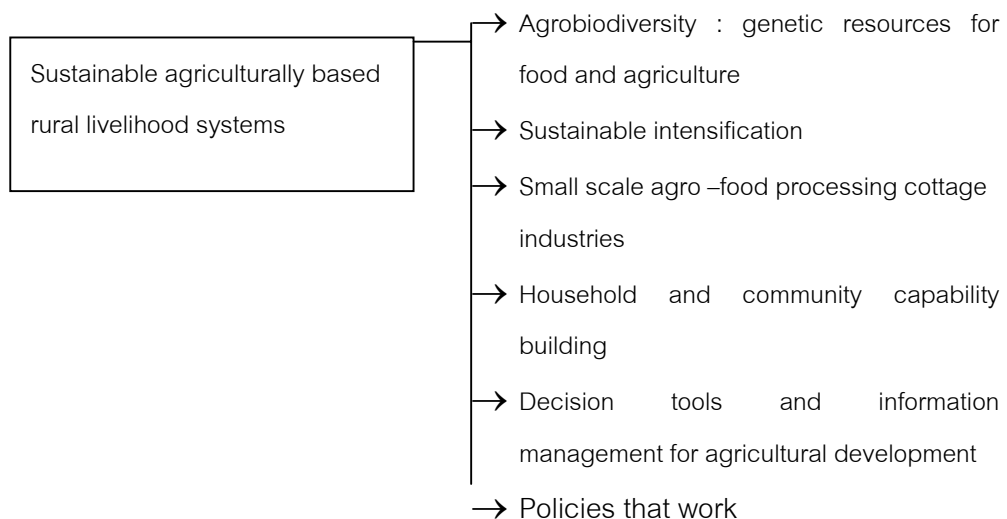 Sustainable agriculturally based
rural livelihood systems
Agrobiodiversity : genetic resources for
food and agriculture
Sustainable intensification
Small scale agro –food processing cottage
industries
Household and community capability
building
Decision tools and information
management for agricultural development
Policies that work